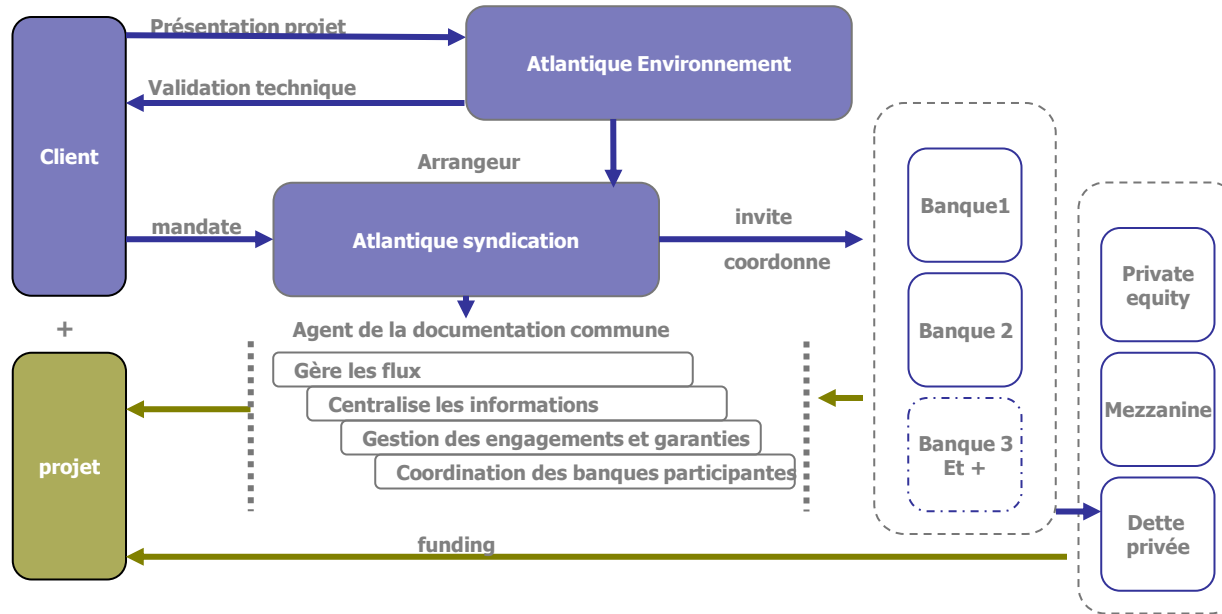 Présentation projet
Atlantique Environnement
Validation technique
Client
Arrangeur
mandate
Atlantique syndication
invite
coordonne
Banque1
Banque 2
Banque 3
Et +
Private
equity
Mezzanine
Dette
privée
+
Agent de la documentation commune
Gère les flux
Centralise les informations
Gestion des engagements et garanties
Coordination des banques participantes
projet
funding